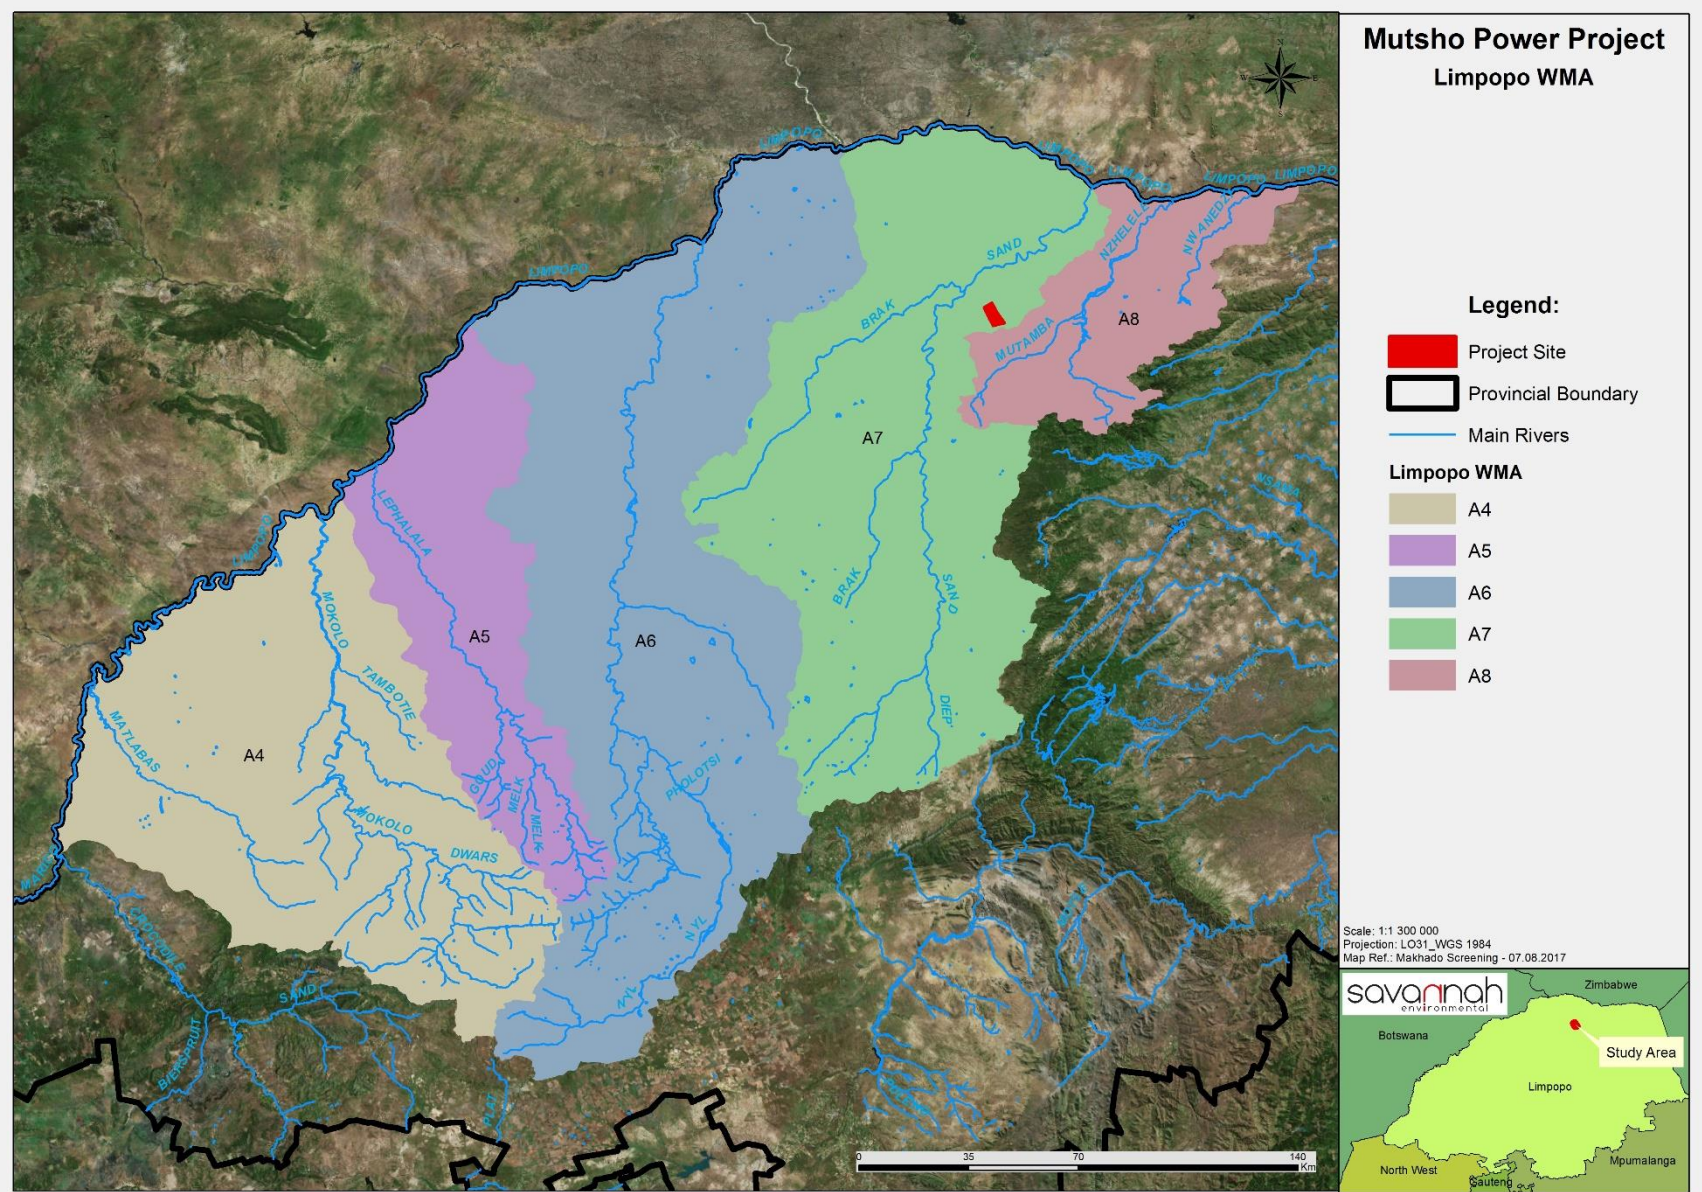 Mutsho Power Project
Limpopo WMA
Legend:
Project Site
Provincial Boundary
Main Rivers
Limpopo WMA
A4
A5
A6
A7
A8
Scale: 1:1 300 000
Projection: LO31_WGS 1984
Map Ref.: Makhado Screening - 07.08.2017
savannah
environmental
Zimbabwe
Botswana
Study Area
Limpopo
North West
Gauteng
Mpumalanga
N
W
E
S
LIMPOPO
LIMPOPO
LIMPOPO
LIMPOPO
LIMPOPO
LIMPOPO
LIMPOPO
SAND
NZHELELE
NWANEDZI
BRAK
MUTAMBA
A8
A7
LEPHALALA
BRAK
SAND
MOKOLO
A5
A6
TAMBOTIE
DIEP
MATLABAS
A4
GOUD
MELK
MELK
PHOLOTSI
MOKOLO
DWARS
NYL
NYL
SAND
BIERSPRUIT
PLAT
0
35
70
140
Km